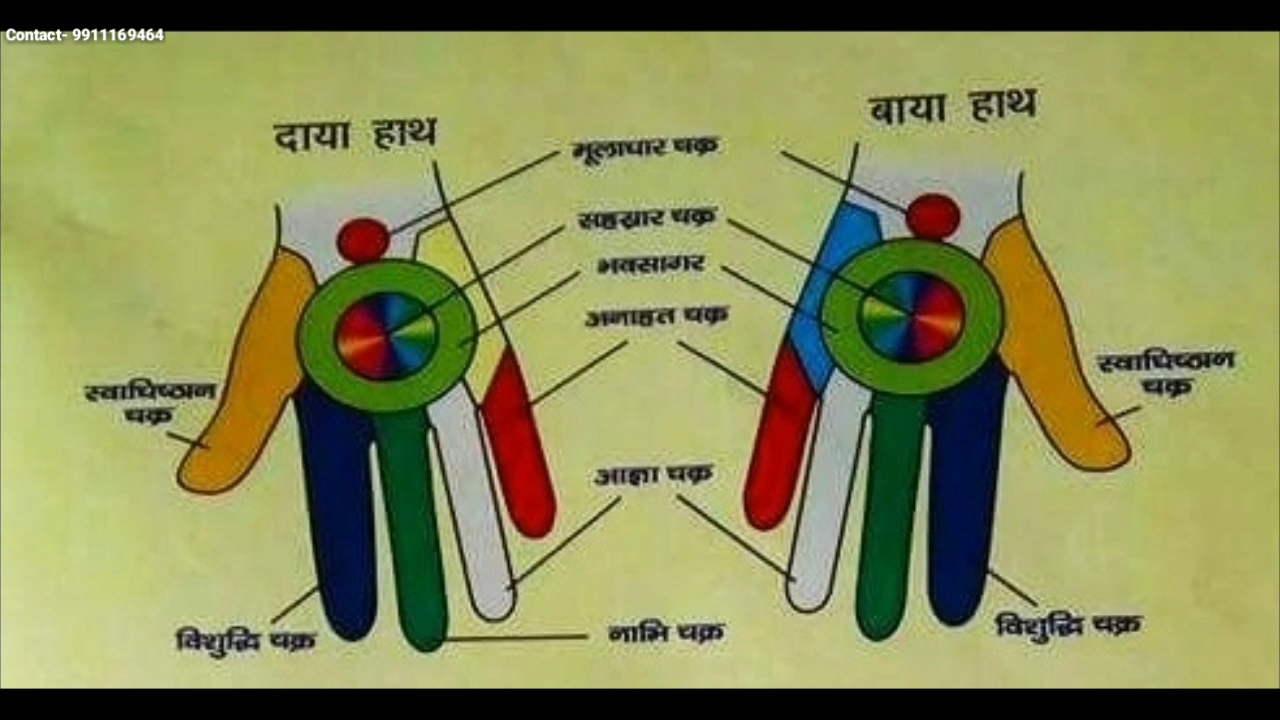 Contact- 9911169464
दाया हाथ
बाया हाथ
मूलाधार चक्र
सहस्रार चक्र
भवसागर
अनाहत चक्र
स्वाधिष्ठान
चक्र
स्वाधिष्ठान
चक्र
आज्ञा चक्र
विशुद्धि चक्र
नाभि चक्र
विशुद्धि चक्र